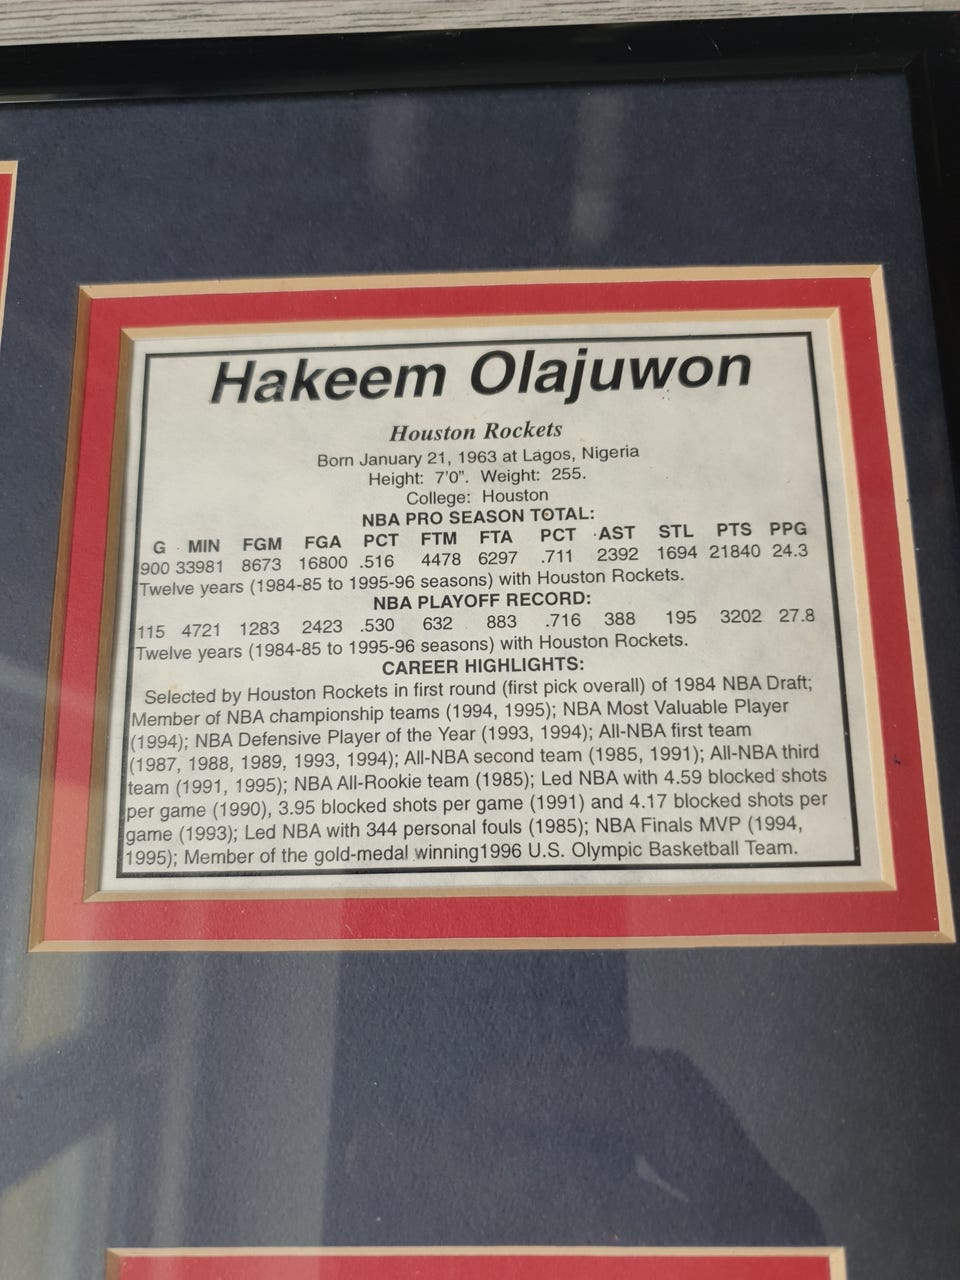 Hakeem Olajuwon
Houston Rockets
Born January 21, 1963 at Lagos, Nigeria
Height: 7'0". Weight: 255.
College: Houston
NBA PRO SEASON TOTAL:
G MIN FGM FGA PCT FTM FTA PCT AST STL PTS PPG
900 33981 8673 16800 .516 4478 6297 .711 2392 1694 21840 24.3
Twelve years (1984-85 to 1995-96 seasons) with Houston Rockets.
NBA PLAYOFF RECORD:
115 4721 1283 2423 .530 632 883 .716 388 195 3202 27.8
Twelve years (1984-85 to 1995-96 seasons) with Houston Rockets.
CAREER HIGHLIGHTS:
Selected by Houston Rockets in first round (first pick overall) of 1984 NBA Draft;
Member of NBA championship teams (1994, 1995); NBA Most Valuable Player
(1994); NBA Defensive Player of the Year (1993, 1994); All-NBA first team
(1987, 1988, 1989, 1993, 1994); All-NBA second team (1985, 1991); All-NBA third
team (1991, 1995); NBA All-Rookie team (1985); Led NBA with 4.59 blocked shots
per game (1990), 3.95 blocked shots per game (1991) and 4.17 blocked shots per
game (1993); Led NBA with 344 personal fouls (1985); NBA Finals MVP (1994,
1995); Member of the gold-medal winning1996 U.S. Olympic Basketball Team.